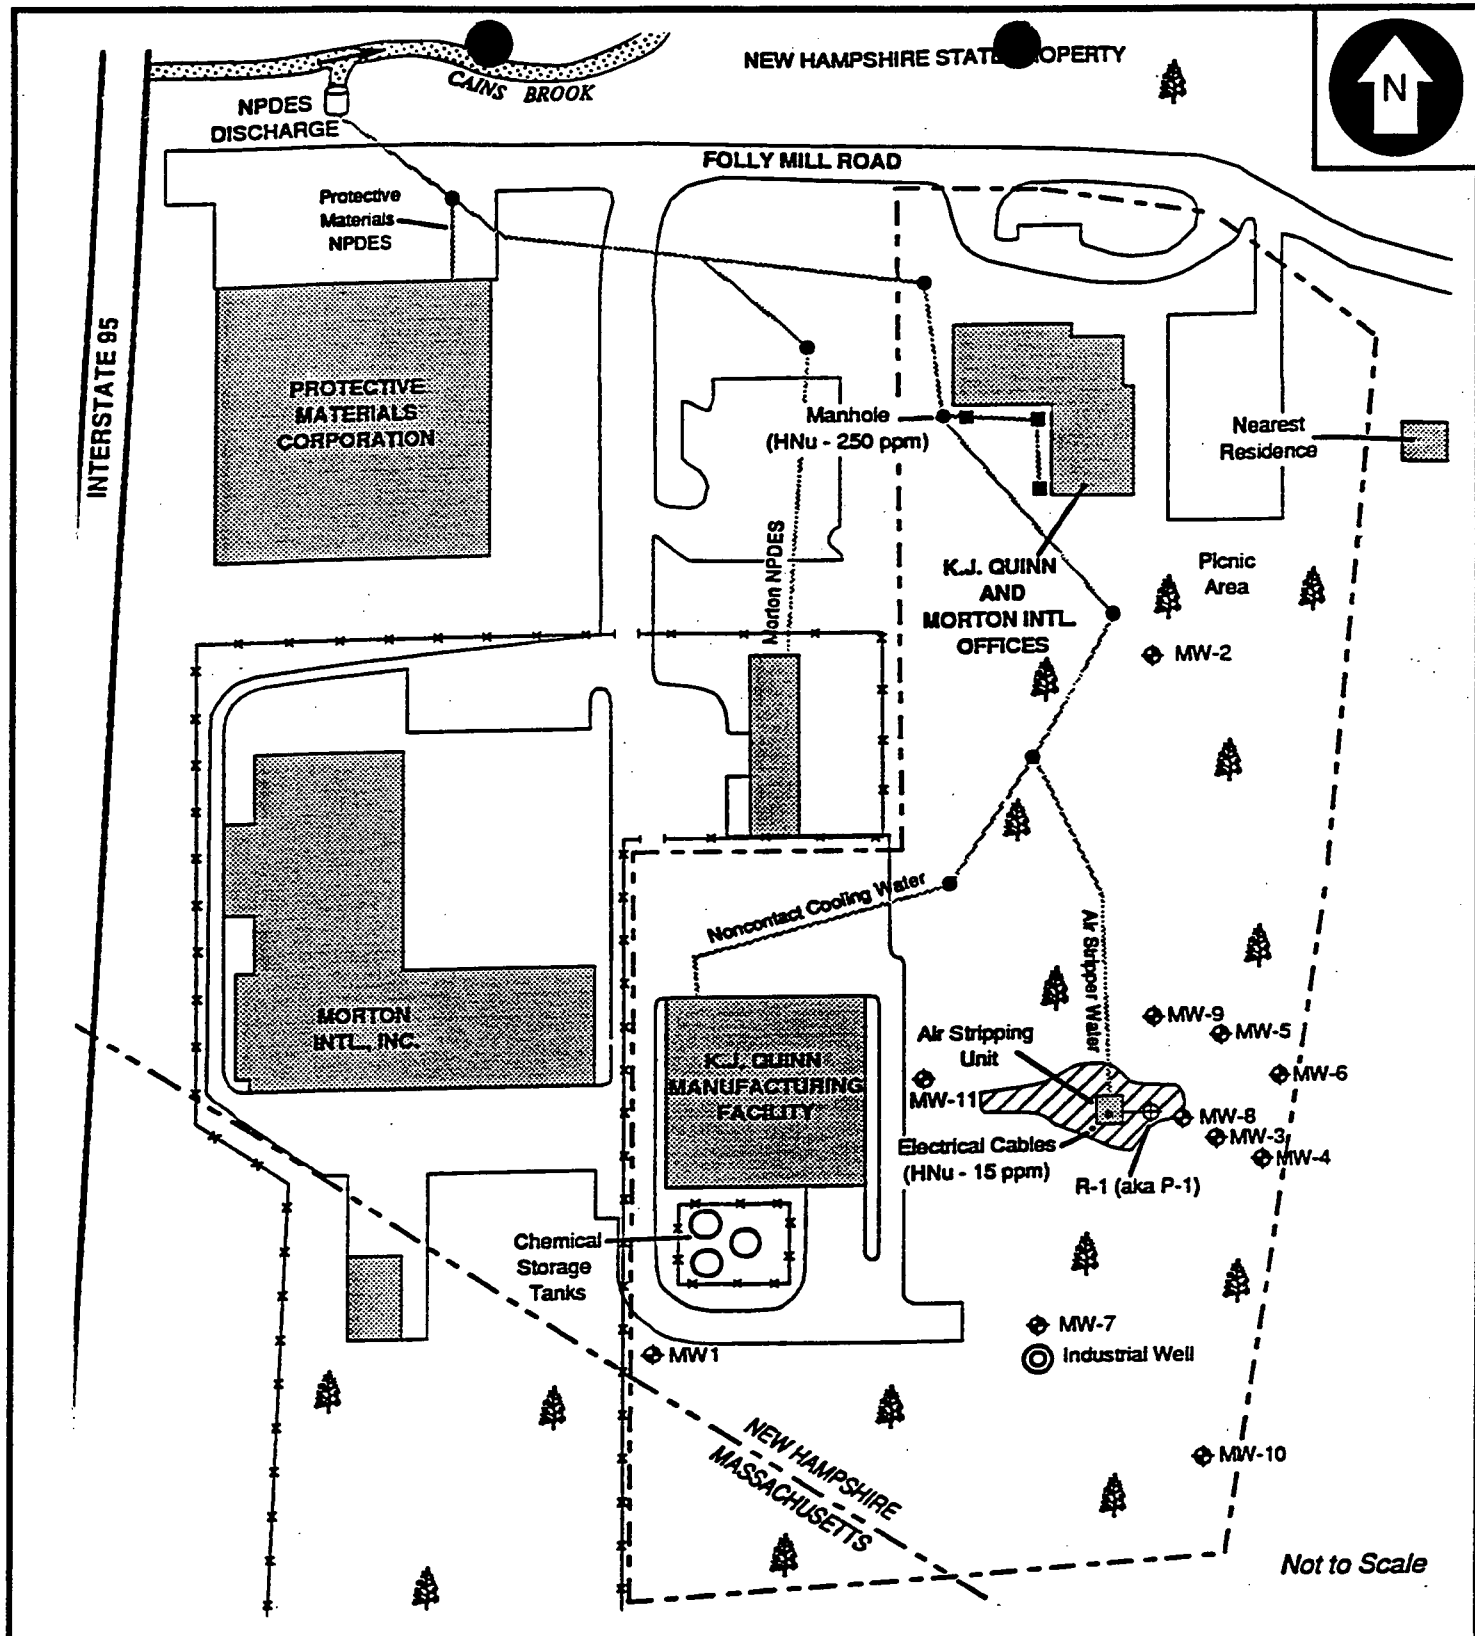 NEW HAMPSHIRE STATE
OPERTY
N
CAINS BROOK
NPDES
DISCHARGE
FOLLY MILL ROAD
Protective
Materials
NPDES
INTERSTATE 95
PROTECTIVE
MATERIALS
CORPORATION
Manhole
(HNu - 250 ppm)
Nearest
Residence
Morton NPDES
K.J. QUINN
AND
MORTON INTL.
OFFICES
Picnic
Area
MW-2
Noncontact Cooling Water
Air Stripper Water
MORTON
INTL., INC.
K.J. QUINN
MANUFACTURING
FACILITY
Air Stripping
Unit
MW-9
MW-5
MW-6
MW-11
MW-8
MW-3
MW-4
Electrical Cables
(HNu - 15 ppm)
R-1 (aka P-1)
Chemical
Storage
Tanks
MW-7
Industrial Well
MW1
MW-10
NEW HAMPSHIRE
MASSACHUSETTS
Not to Scale